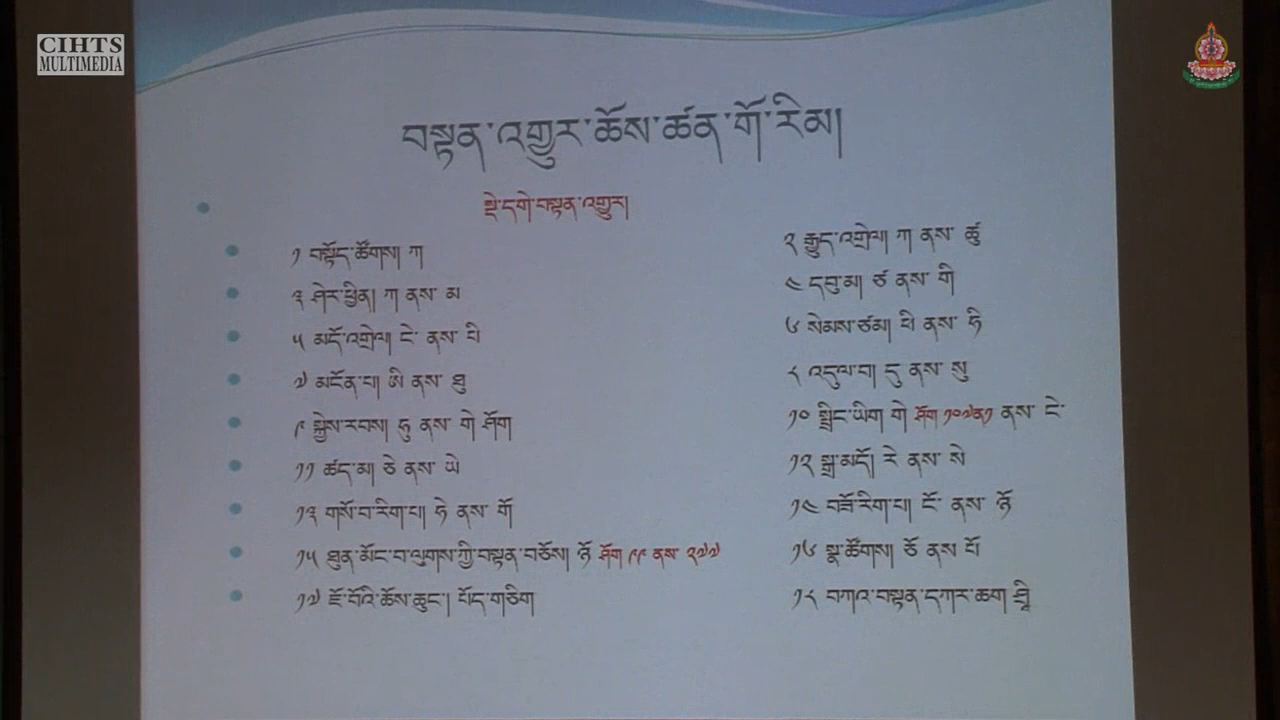 CIHTS
MULTIMEDIA
བསྟན་འགྱུར་ཆོས་ཚན་གོ་རིམ།
སྡེ་དགེ་བསྟན་འགྱུར།
༡ བསྟོད་ཚོགས། ཀ
༢ རྒྱུད་འགྲེལ། ཀ ནས་ ཚུ
༣ ཤེར་ཕྱིན། ཀ ནས་ མ
༤ དབུ་མ། ཙ ནས་ གི
༥ མདོ་འགྲེལ། ངི་ ནས་ པི
༦ སེམས་ཙམ། ཕི ནས་ ཧི
༧ མངོན་པ། ཨི ནས་ ཐུ
༨ འདུལ་བ། དུ ནས་ སུ
༩ སྐྱེས་རབས། ཧུ ནས་ གེ ཤོག
༡༠ སྤྲིང་ཡིག གེ ཤོག ༡༠༧ན༡ ནས་ ངེ་
༡༡ ཚད་མ། ཅེ ནས་ ཡེ
༡༢ སྒྲ་མདོ། རེ ནས་ སེ
༡༣ གསོ་བ་རིག་པ། ཧེ ནས་ གོ
༡༤ བཟོ་རིག་པ། ངོ་ ནས་ ཉོ
༡༥ ཐུན་མོང་བ་ལུགས་ཀྱི་བསྟན་བཅོས། ཉོ ཤོག ༩༩ ནས་ ༢༧༧
༡༦ སྣ་ཚོགས། ཅོ ནས་ པོ
༡༧ ཇོ་བོའི་ཆོས་ཆུང་། པོད་གཅིག
༡༨ བཀའ་བསྟན་དཀར་ཆག ཤྲཱི